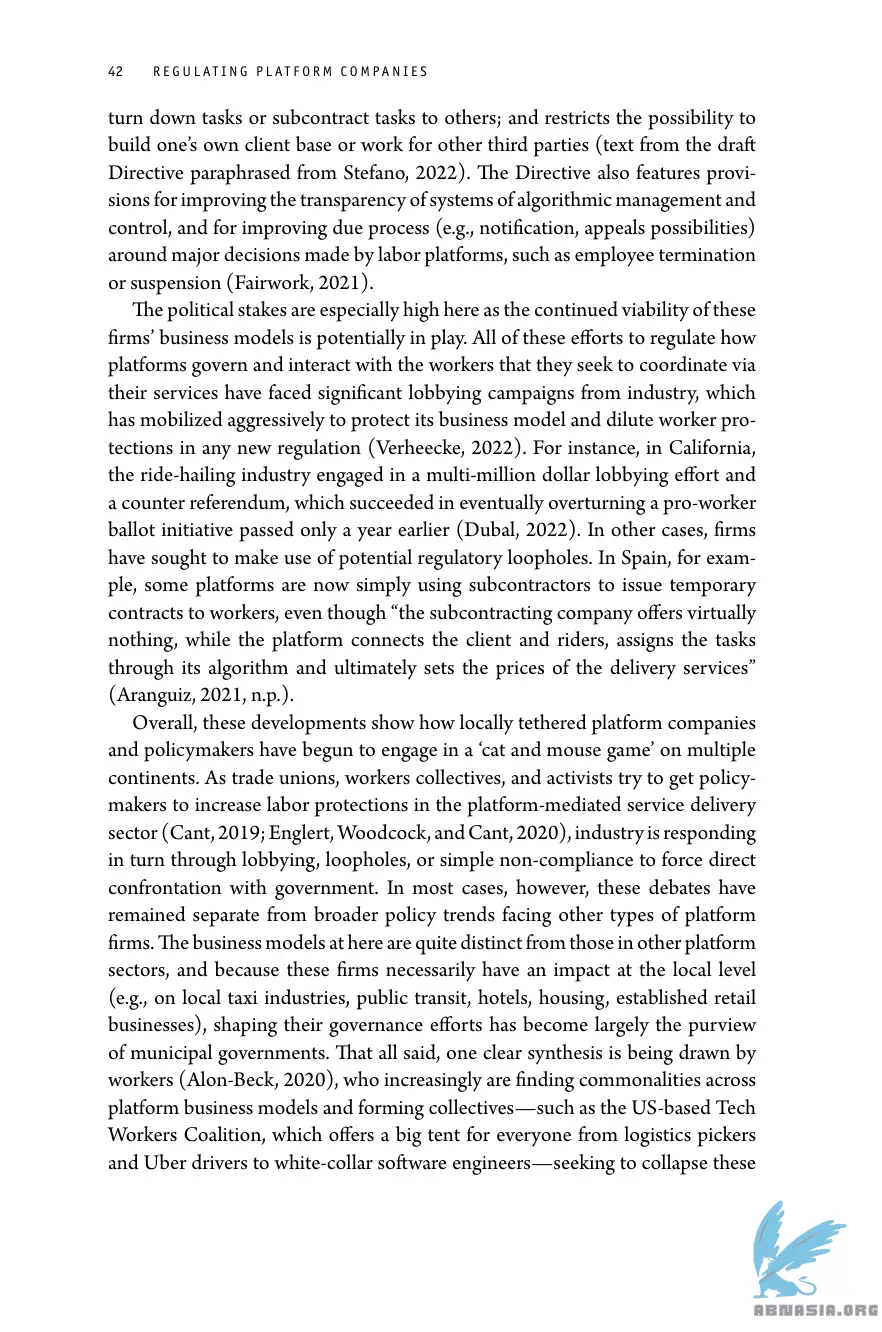 42 REGULATING PLATFORM COMPANIES
turn down tasks or subcontract tasks to others; and restricts the possibility to
build one’s own client base or work for other third parties (text from the draft
Directive paraphrased from Stefano, 2022). The Directive also features provi-
sions for improving the transparency of systems of algorithmic management and
control, and for improving due process (e.g., notification, appeals possibilities)
around major decisions made by labor platforms, such as employee termination
or suspension (Fairwork, 2021).
The political stakes are especially high here as the continued viability of these
firms’ business models is potentially in play. All of these efforts to regulate how
platforms govern and interact with the workers that they seek to coordinate via
their services have faced significant lobbying campaigns from industry, which
has mobilized aggressively to protect its business model and dilute worker pro-
tections in any new regulation (Verheecke, 2022). For instance, in California,
the ride-hailing industry engaged in a multi-million dollar lobbying effort and
a counter referendum, which succeeded in eventually overturning a pro-worker
ballot initiative passed only a year earlier (Dubal, 2022). In other cases, firms
have sought to make use of potential regulatory loopholes. In Spain, for exam-
ple, some platforms are now simply using subcontractors to issue temporary
contracts to workers, even though “the subcontracting company offers virtually
nothing, while the platform connects the client and riders, assigns the tasks
through its algorithm and ultimately sets the prices of the delivery services”
(Aranguiz, 2021, n.p.).
Overall, these developments show how locally tethered platform companies
and policymakers have begun to engage in a ‘cat and mouse game’ on multiple
continents. As trade unions, workers collectives, and activists try to get policy-
makers to increase labor protections in the platform-mediated service delivery
sector (Cant, 2019; Englert, Woodcock, and Cant, 2020), industry is responding
in turn through lobbying, loopholes, or simple non-compliance to force direct
confrontation with government. In most cases, however, these debates have
remained separate from broader policy trends facing other types of platform
firms. The business models at here are quite distinct from those in other platform
sectors, and because these firms necessarily have an impact at the local level
(e.g., on local taxi industries, public transit, hotels, housing, established retail
businesses), shaping their governance efforts has become largely the purview
of municipal governments. That all said, one clear synthesis is being drawn by
workers (Alon-Beck, 2020), who increasingly are finding commonalities across
platform business models and forming collectives—such as the US-based Tech
Workers Coalition, which offers a big tent for everyone from logistics pickers
and Uber drivers to white-collar software engineers—seeking to collapse these
ABNASIA.ORG